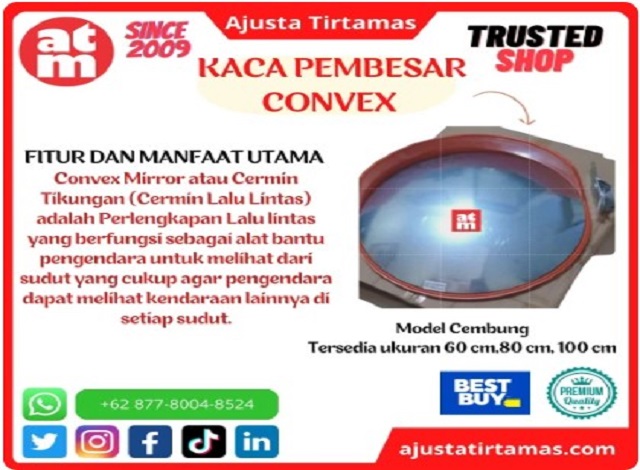 atm
SINCE
2009
Ajusta Tirtamas
TRUSTED
SHOP
KACA PEMBESAR
CONVEX
FITUR DAN MANFAAT UTAMA
Convex Mirror atau Cermin
Tikungan (Cermin Lalu Lintas)
adalah Perlengkapan Lalu lintas
yang berfungsi sebagai alat bantu
pengendara untuk melihat dari
sudut yang cukup agar pengendara
dapat melihat kendaraan lainnya di
setiap sudut.
atm
Model Cembung
Tersedia ukuran 60 cm,80 cm, 100 cm
+62 877-8004-8524
BEST
BUY
PREMIUM
Quality
ajustatirtamas.com